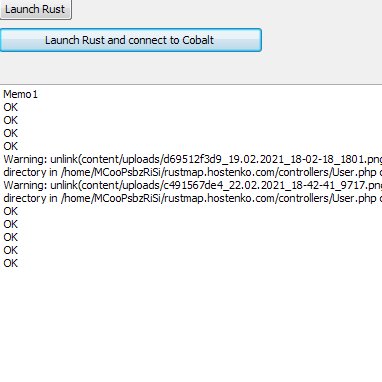 Launch Rust
Launch Rust and connect to Cobalt
Memo1
OK
OK
OK
OK
Warning: unlink(content/uploads/d69512f3d9_19.02.2021_18-02-18_1801.png
directory in /home/MCooPsbzRiSi/rustmap.hostenko.com/controllers/User.php o
Warning: unlink(content/uploads/c491567de4_22.02.2021_18-42-41_9717.png
directory in /home/MCooPsbzRiSi/rustmap.hostenko.com/controllers/User.php o
OK
OK
OK
OK
OK